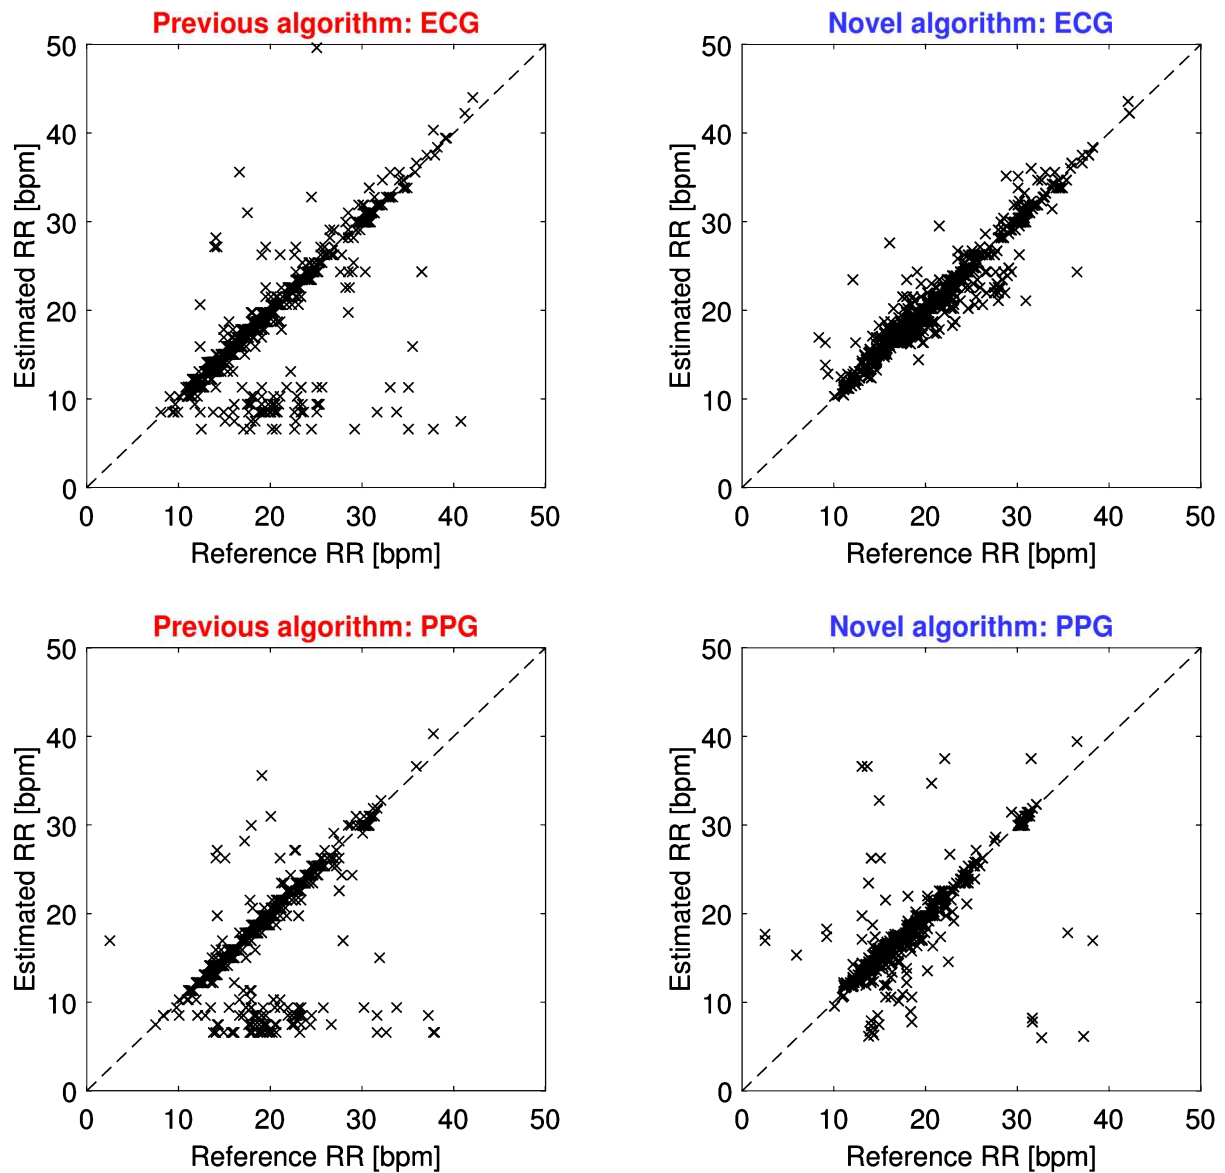 Previous algorithm: ECG
50
40
30
20
10
0
Estimated RR [bpm]
0 10 20 30 40 50
Reference RR [bpm]
Novel algorithm: ECG
50
40
30
20
10
0
Estimated RR [bpm]
0 10 20 30 40 50
Reference RR [bpm]
Previous algorithm: PPG
50
40
30
20
10
0
Estimated RR [bpm]
0 10 20 30 40 50
Reference RR [bpm]
Novel algorithm: PPG
50
40
30
20
10
0
Estimated RR [bpm]
0 10 20 30 40 50
Reference RR [bpm]